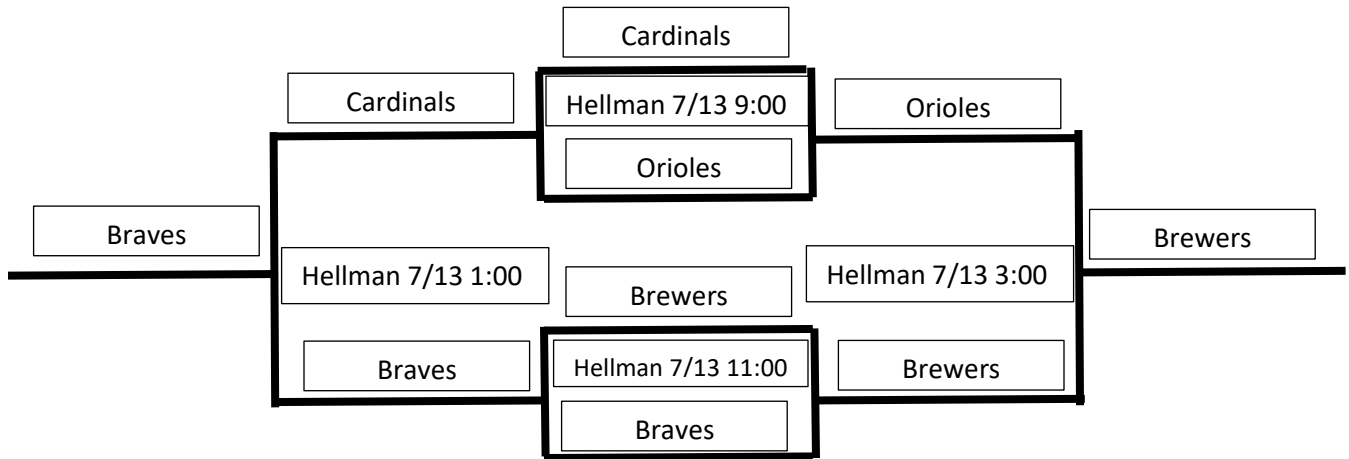 Cardinals
Cardinals
Hellman 7/13 9:00
Orioles
Orioles
Braves
Brewers
Hellman 7/13 1:00
Brewers
Hellman 7/13 3:00
Braves
Hellman 7/13 11:00
Brewers
Braves